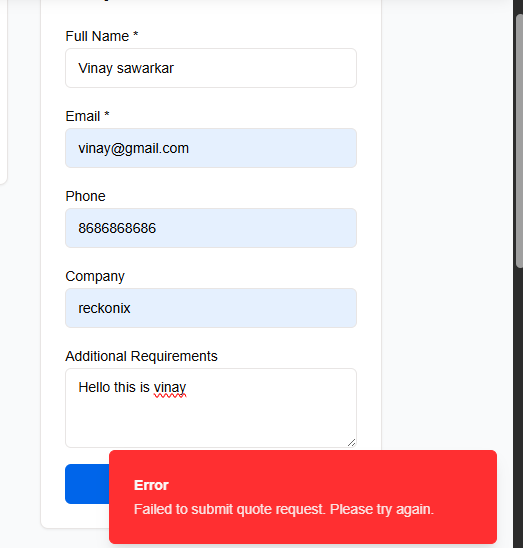 Full Name *
Vinay sawarkar
Email *
vinay@gmail.com
Phone
8686868686
Company
reckonix
Additional Requirements
Hello this is vinay
Error
Failed to submit quote request. Please try again.